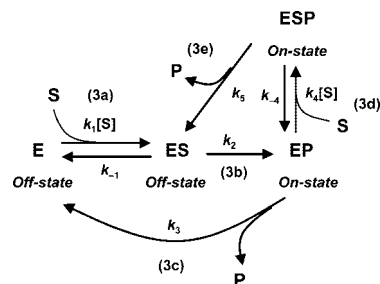 ESP
(3e)
On-state
P
S
(3a)
k5
k-4
k4[S]
(3d)
k1[S]
S
E
ES
k2
EP
k-1
Off-state
Off-state
(3b)
On-state
k3
(3c)
P